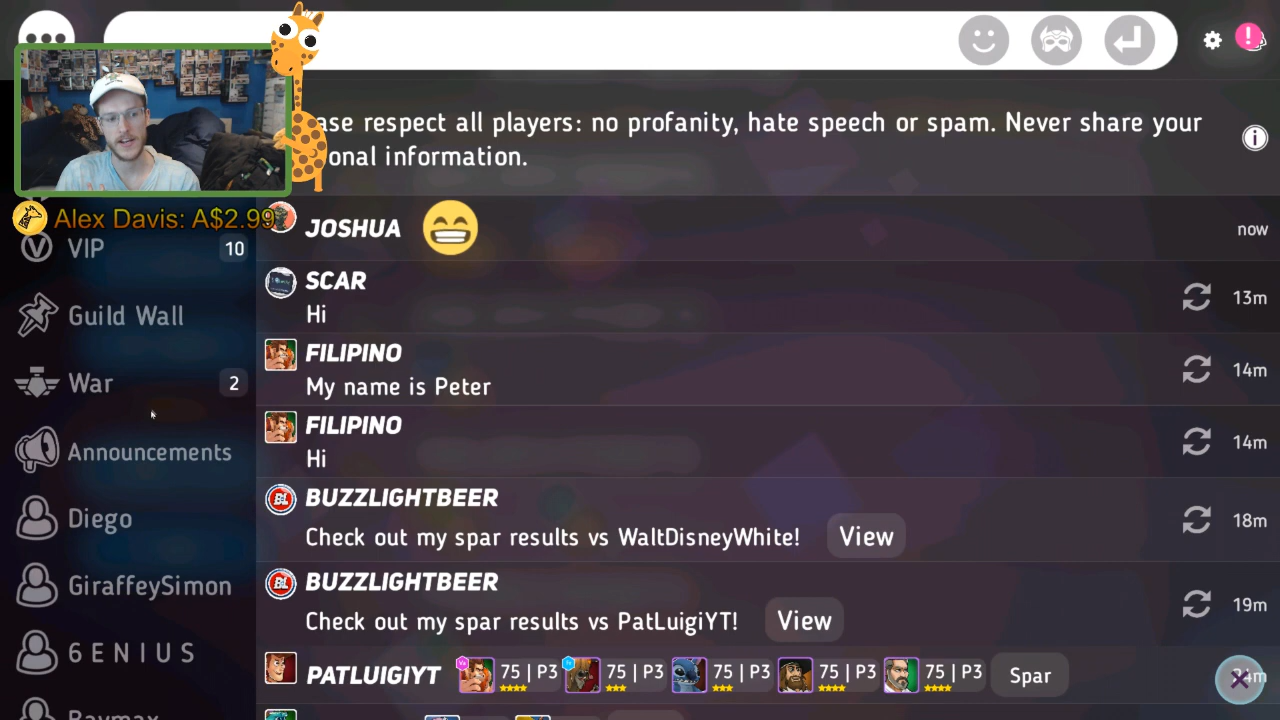 ase respect all players: no profanity, hate speech or spam. Never share your
onal information.
Alex Davis: A$2.99
VIP 10
Guild Wall
War 2
Announcements
Diego
GiraffeySimon
6 E N I U S
Baymax
JOSHUA now
SCAR
Hi 13m
FILIPINO
My name is Peter 14m
FILIPINO
Hi 14m
BUZZLIGHTBEER
Check out my spar results vs WaltDisneyWhite! View 18m
BUZZLIGHTBEER
Check out my spar results vs PatLuigiYT! View 19m
PATLUIGIYT 75 | P3 75 | P3 75 | P3 75 | P3 75 | P3 Spar